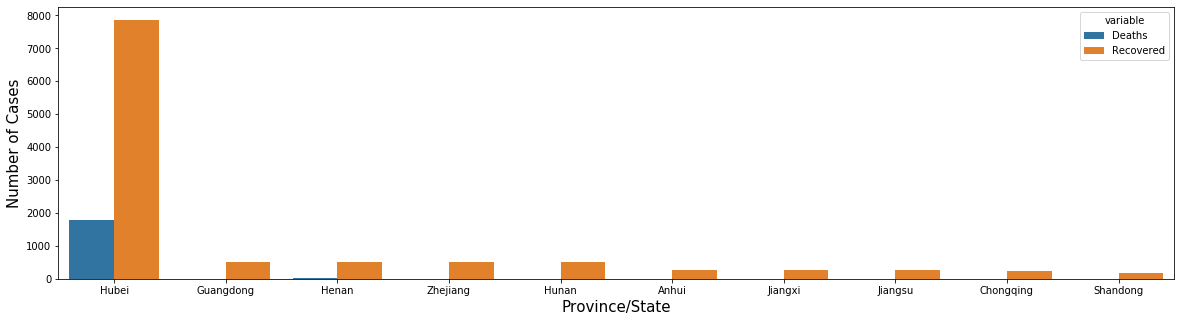 variable
Deaths
Recovered
Number of Cases
8000
7000
6000
5000
4000
3000
2000
1000
0
Hubei Guangdong Henan Zhejiang Hunan Anhui Jiangxi Jiangsu Chongqing Shandong
Province/State